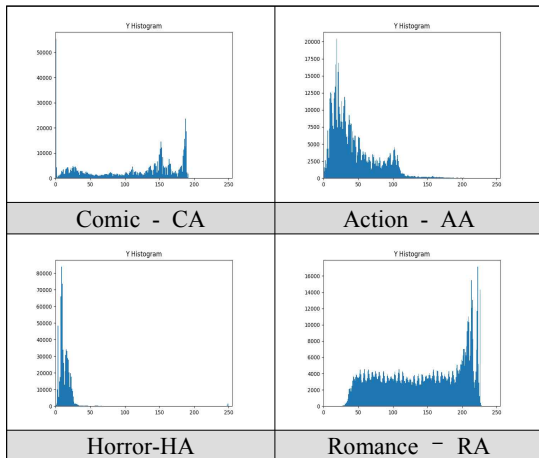 Y Histogram
50000
40000
30000
20000
10000
0
0 50 100 150 200 250
Comic - CA
Y Histogram
20000
17500
15000
12500
10000
7500
5000
2500
0
0 50 100 150 200 250
Action - AA
Y Histogram
80000
70000
60000
50000
40000
30000
20000
10000
0
0 50 100 150 200 250
Horror-HA
Y Histogram
16000
14000
12000
10000
8000
6000
4000
2000
0
0 50 100 150 200 250
Romance - RA